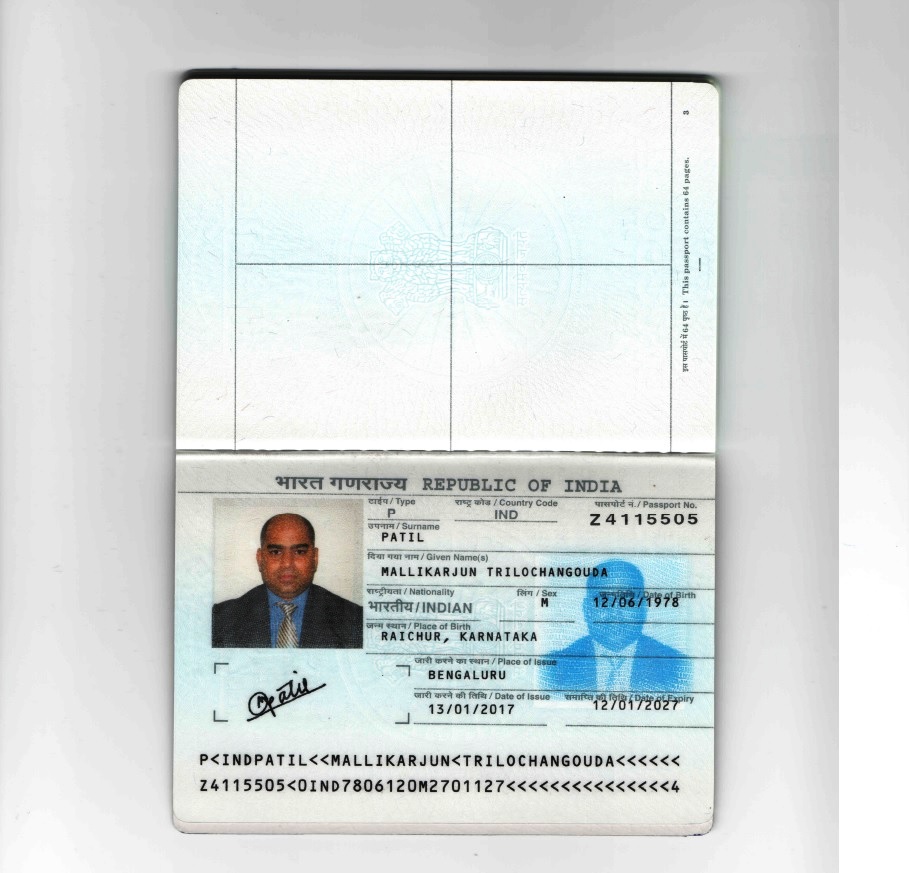 3
इस पासपोर्ट में 64 पृष्ठ है। This passport contains 64 pages.
भारत गणराज्य REPUBLIC OF INDIA
टाईप / Type राष्ट्र कोड / Country Code पासपोर्ट नं. / Passport No.
P IND Z4115505
उपनाम / Surname
PATIL
दिया गया नाम / Given Name(s)
MALLIKARJUN TRILOCHANGOUDA
राष्ट्रीयता / Nationality लिंग / Sex जन्मतिथि / Date of Birth
भारतीय / INDIAN M 12/06/1978
जन्म स्थान / Place of Birth
RAICHUR, KARNATAKA
जारी करने का स्थान / Place of Issue
BENGALURU
जारी करने की तिथि / Date of Issue समाप्ति की तिथि / Date of Expiry
13/01/2017 12/01/2027
Patil
P<INDPATIL<<MALLIKARJUN<TRILOCHANGOUDA<<<<<<
Z4115505<0IND7806120M2701127<<<<<<<<<<<<<<<4